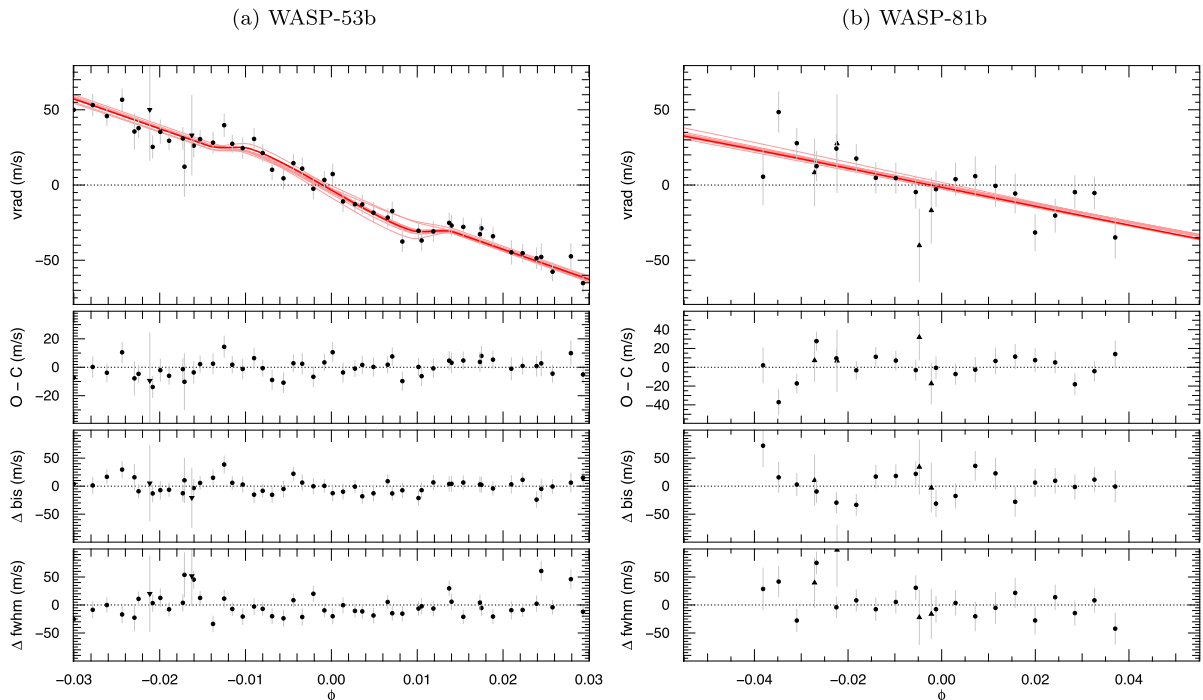 (a) WASP-53b
(b) WASP-81b
vrad (m/s)
50
0
−50
O − C (m/s)
20
0
−20
Δ bis (m/s)
50
0
−50
Δ fwhm (m/s)
50
0
−50
−0.03 −0.02 −0.01 0.00 0.01 0.02 0.03
ϕ
vrad (m/s)
50
0
−50
O − C (m/s)
40
20
0
−20
−40
Δ bis (m/s)
50
0
−50
Δ fwhm (m/s)
50
0
−50
−0.04 −0.02 0.00 0.02 0.04
ϕ